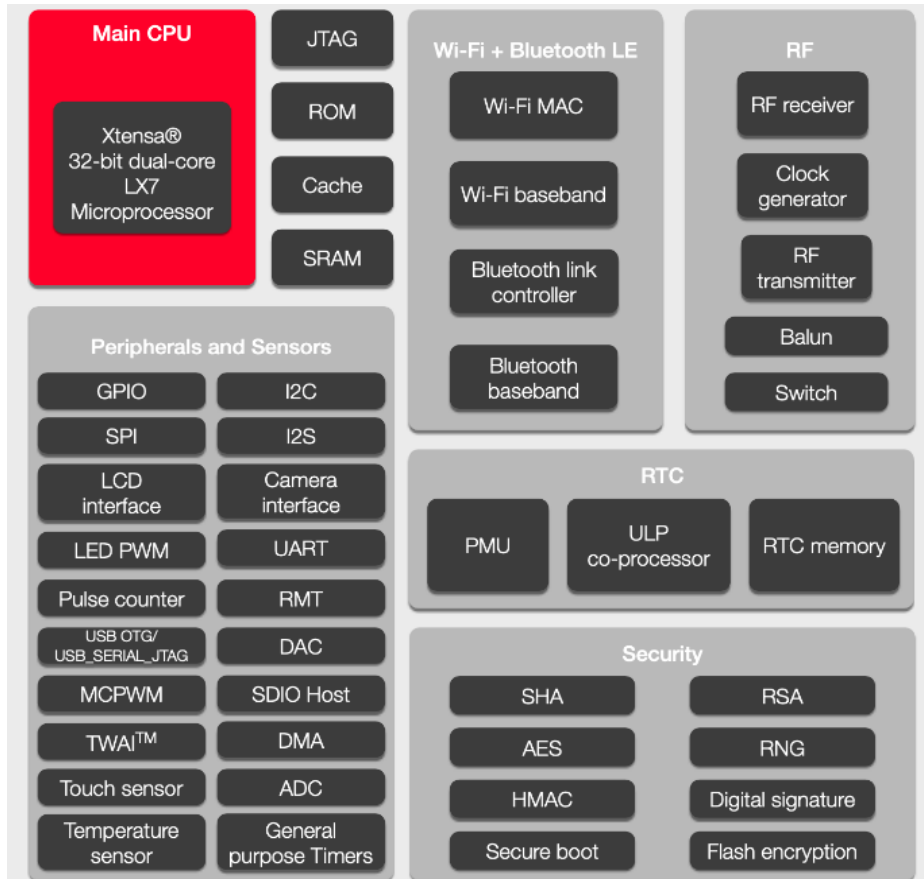 Main CPU
Xtensa®
32-bit dual-core
LX7
Microprocessor
JTAG
ROM
Cache
SRAM
Wi-Fi + Bluetooth LE
Wi-Fi MAC
Wi-Fi baseband
Bluetooth link
controller
Bluetooth
baseband
RF
RF receiver
Clock
generator
RF
transmitter
Balun
Switch
Peripherals and Sensors
GPIO
I2C
SPI
I2S
LCD
interface
Camera
interface
LED PWM
UART
Pulse counter
RMT
USB OTG/
USB_SERIAL_JTAG
DAC
MCPWM
SDIO Host
TWAI™
DMA
Touch sensor
ADC
Temperature
sensor
General
purpose Timers
RTC
PMU
ULP
co-processor
RTC memory
Security
SHA
RSA
AES
RNG
HMAC
Digital signature
Secure boot
Flash encryption